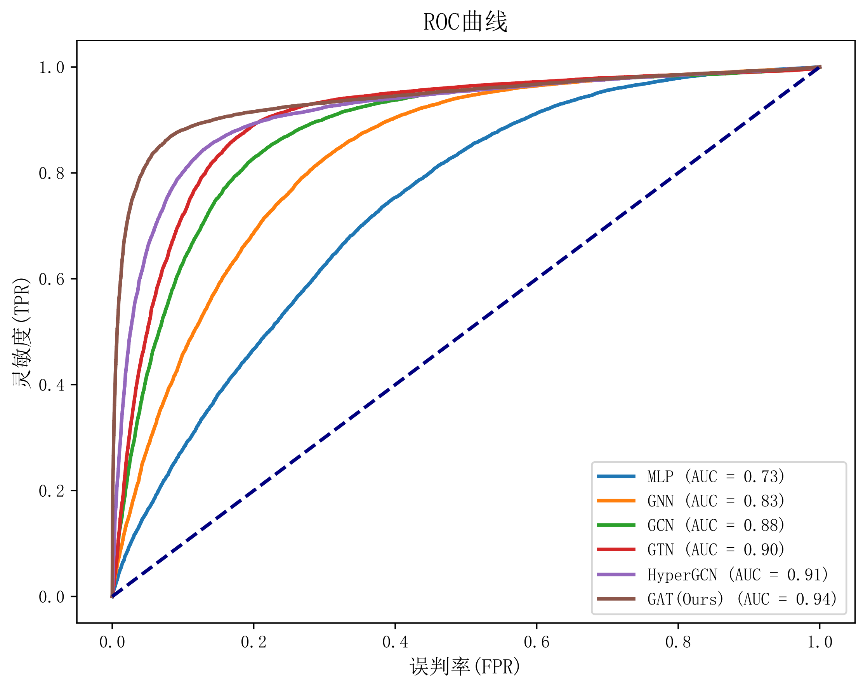 ROC曲线
1.0
0.8
0.6
0.4
0.2
0.0
灵敏度(TPR)
MLP (AUC = 0.73)
GNN (AUC = 0.83)
GCN (AUC = 0.88)
GTN (AUC = 0.90)
HyperGCN (AUC = 0.91)
GAT(Ours) (AUC = 0.94)
0.0 0.2 0.4 0.6 0.8 1.0
误判率(FPR)